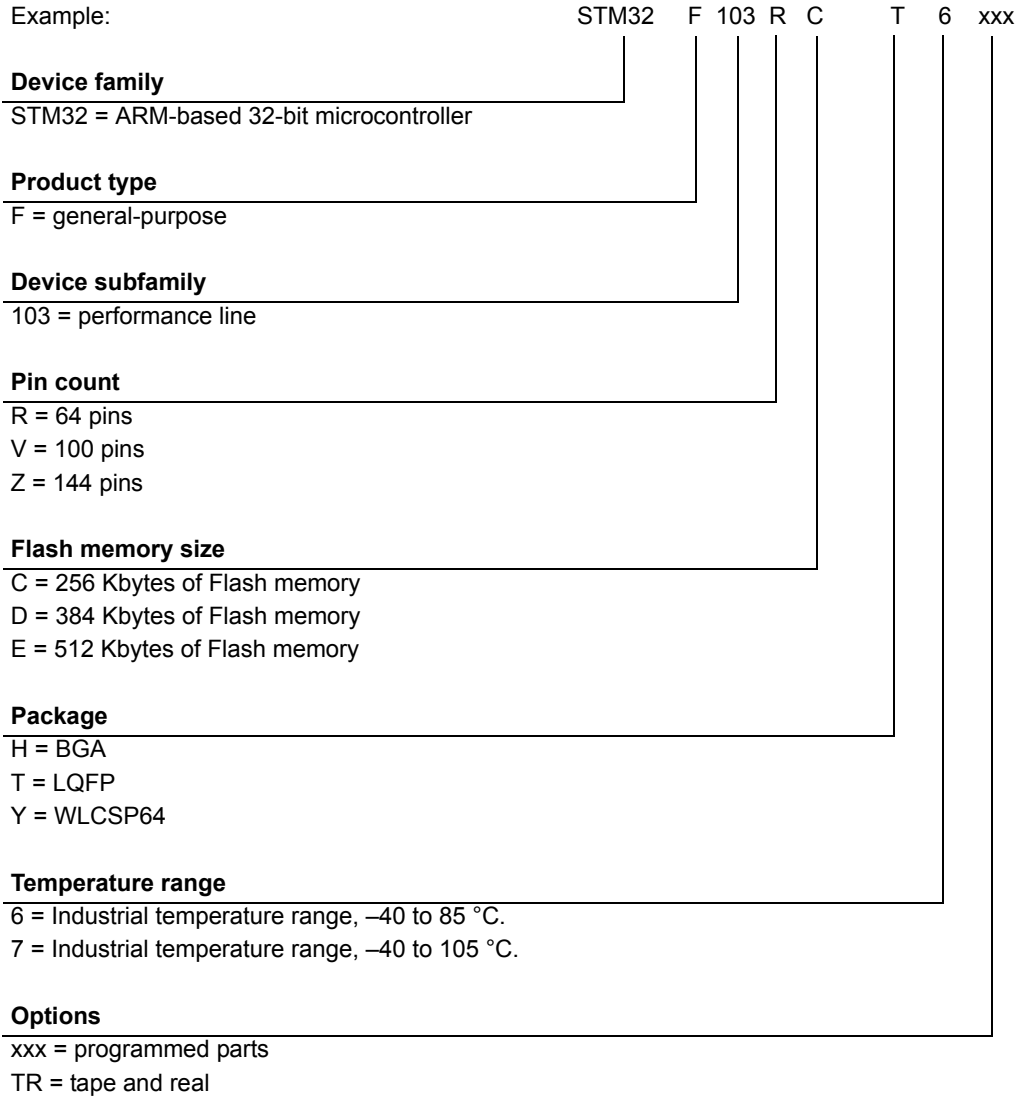 Example: STM32 F 103 R C T 6 xxx
Device family
STM32 = ARM-based 32-bit microcontroller
Product type
F = general-purpose
Device subfamily
103 = performance line
Pin count
R = 64 pins
V = 100 pins
Z = 144 pins
Flash memory size
C = 256 Kbytes of Flash memory
D = 384 Kbytes of Flash memory
E = 512 Kbytes of Flash memory
Package
H = BGA
T = LQFP
Y = WLCSP64
Temperature range
6 = Industrial temperature range, –40 to 85 °C.
7 = Industrial temperature range, –40 to 105 °C.
Options
xxx = programmed parts
TR = tape and real